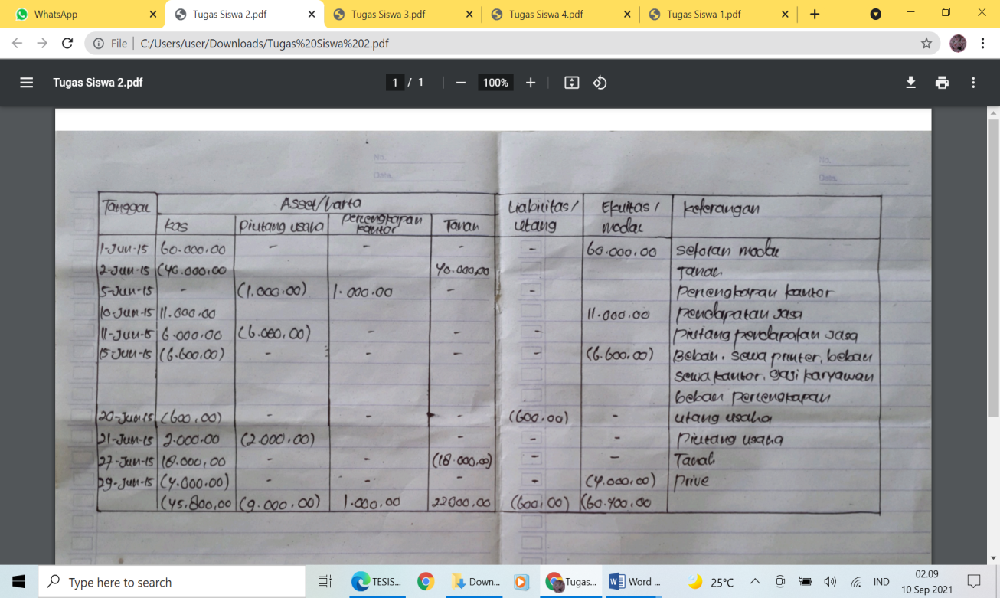 WhatsApp
Tugas Siswa 2.pdf
Tugas Siswa 3.pdf
Tugas Siswa 4.pdf
Tugas Siswa 1.pdf
File | C:/Users/user/Downloads/Tugas%20Siswa%202.pdf
Tugas Siswa 2.pdf
1 / 1
100%
No.
Date.
No.
Date.
Tanggal Asset/harta Liabilitas/utang Ekuitas/modal keterangan
Kas Piutang usaha perlengkapan kantor Tanah
1-Jun-15 60.000,00 - - - - 60.000,00 setoran modal
2-Jun-15 (40.000,00 40.000,00 Tanah
5-Jun-15 - (1.000,00) 1.000.00 - - perlengkapan kantor
10-Jun-15 11.000,00 11.000,00 pendapatan jasa
11-Jun-15 6.000,00 (6.000,00) - - - piutang pendapatan jasa
15-Jun-15 (6.600,00) - - - - (6.600,00) Beban. sewa printer, beban
sewa kantor. gaji karyawan
beban perlengkapan
20-Jun15 (600,00) - - - (600,00) - utang usaha
21-Jun-15 2.000.00 (2.000,00) - - - - piutang usaha
27-Jun-15 18.000,00 - - (18.000,00) - - Tanah
29-Jun-15 (4.000,00) - - - - (4.000,00) prive
(45.800,00 (9.000,00) 1.000.00 22000.00 (600,00) (60.400,00
Type here to search
TESIS...
Down...
Tugas...
Word ...
25°C
IND
02.09
10 Sep 2021